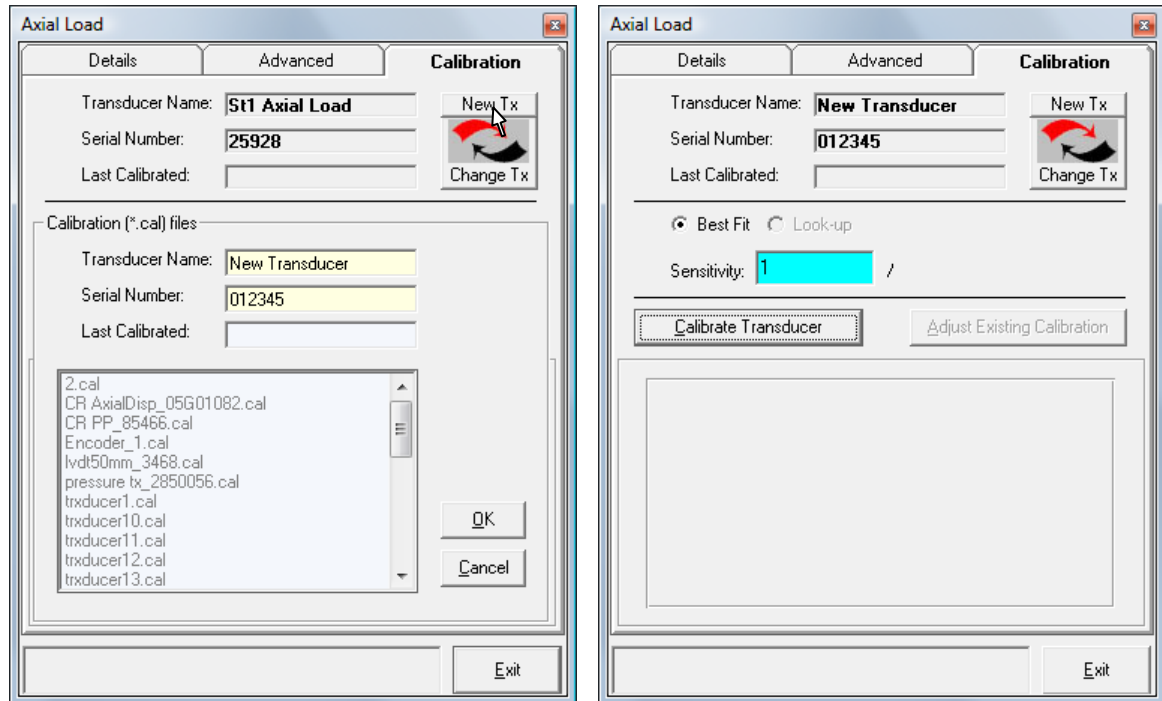 Axial Load
Details Advanced Calibration
Transducer Name: St1 Axial Load New Tx
Serial Number: 25928
Last Calibrated: Change Tx
Calibration (*.cal) files
Transducer Name: New Transducer
Serial Number: 012345
Last Calibrated:
2.cal
CR AxialDisp_05G01082.cal
CR PP_85466.cal
Encoder_1.cal
lvdt50mm_3468.cal
pressure tx_2850056.cal
trxducer1.cal
trxducer10.cal
trxducer11.cal
trxducer12.cal
trxducer13.cal
OK
Cancel
Exit
Axial Load
Details Advanced Calibration
Transducer Name: New Transducer New Tx
Serial Number: 012345
Last Calibrated: Change Tx
Best Fit Look-up
Sensitivity: 1 /
Calibrate Transducer Adjust Existing Calibration
Exit